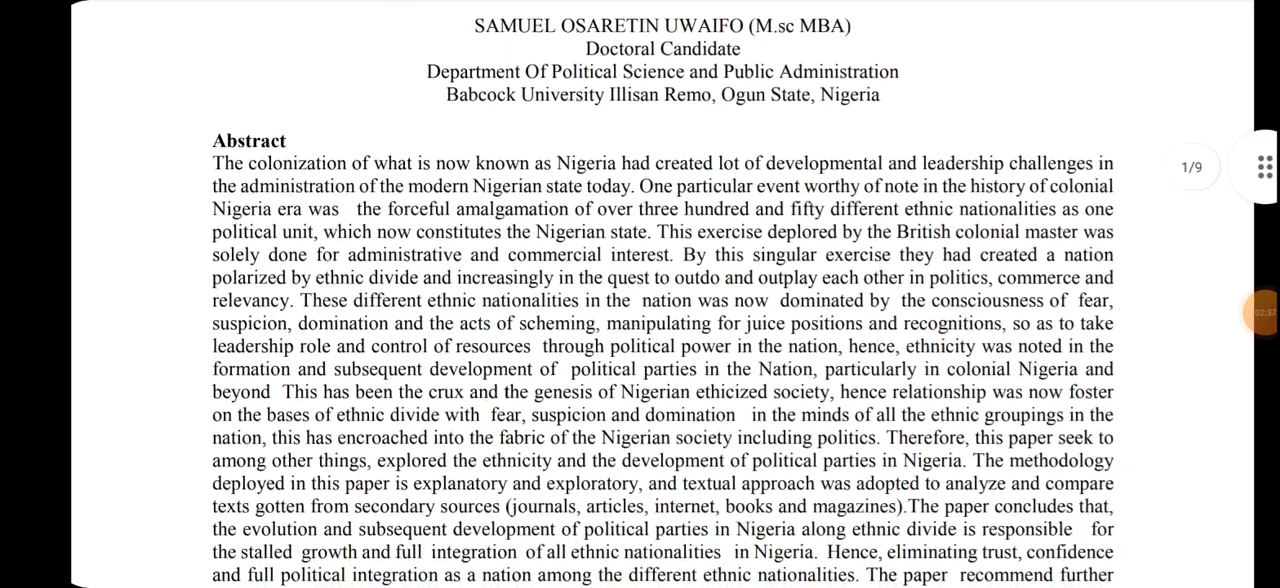 SAMUEL OSARETIN UWAIFO (M.sc MBA)
Doctoral Candidate
Department Of Political Science and Public Administration
Babcock University Illisan Remo, Ogun State, Nigeria
Abstract
The colonization of what is now known as Nigeria had created lot of developmental and leadership challenges in
the administration of the modern Nigerian state today. One particular event worthy of note in the history of colonial
Nigeria era was the forceful amalgamation of over three hundred and fifty different ethnic nationalities as one
political unit, which now constitutes the Nigerian state. This exercise deplored by the British colonial master was
solely done for administrative and commercial interest. By this singular exercise they had created a nation
polarized by ethnic divide and increasingly in the quest to outdo and outplay each other in politics, commerce and
relevancy. These different ethnic nationalities in the nation was now dominated by the consciousness of fear,
suspicion, domination and the acts of scheming, manipulating for juice positions and recognitions, so as to take
leadership role and control of resources through political power in the nation, hence, ethnicity was noted in the
formation and subsequent development of political parties in the Nation, particularly in colonial Nigeria and
beyond This has been the crux and the genesis of Nigerian ethicized society, hence relationship was now foster
on the bases of ethnic divide with fear, suspicion and domination in the minds of all the ethnic groupings in the
nation, this has encroached into the fabric of the Nigerian society including politics. Therefore, this paper seek to
among other things, explored the ethnicity and the development of political parties in Nigeria. The methodology
deployed in this paper is explanatory and exploratory, and textual approach was adopted to analyze and compare
texts gotten from secondary sources (journals, articles, internet, books and magazines).The paper concludes that,
the evolution and subsequent development of political parties in Nigeria along ethnic divide is responsible for
the stalled growth and full integration of all ethnic nationalities in Nigeria. Hence, eliminating trust, confidence
and full political integration as a nation among the different ethnic nationalities. The paper recommend further
1/9
02:37